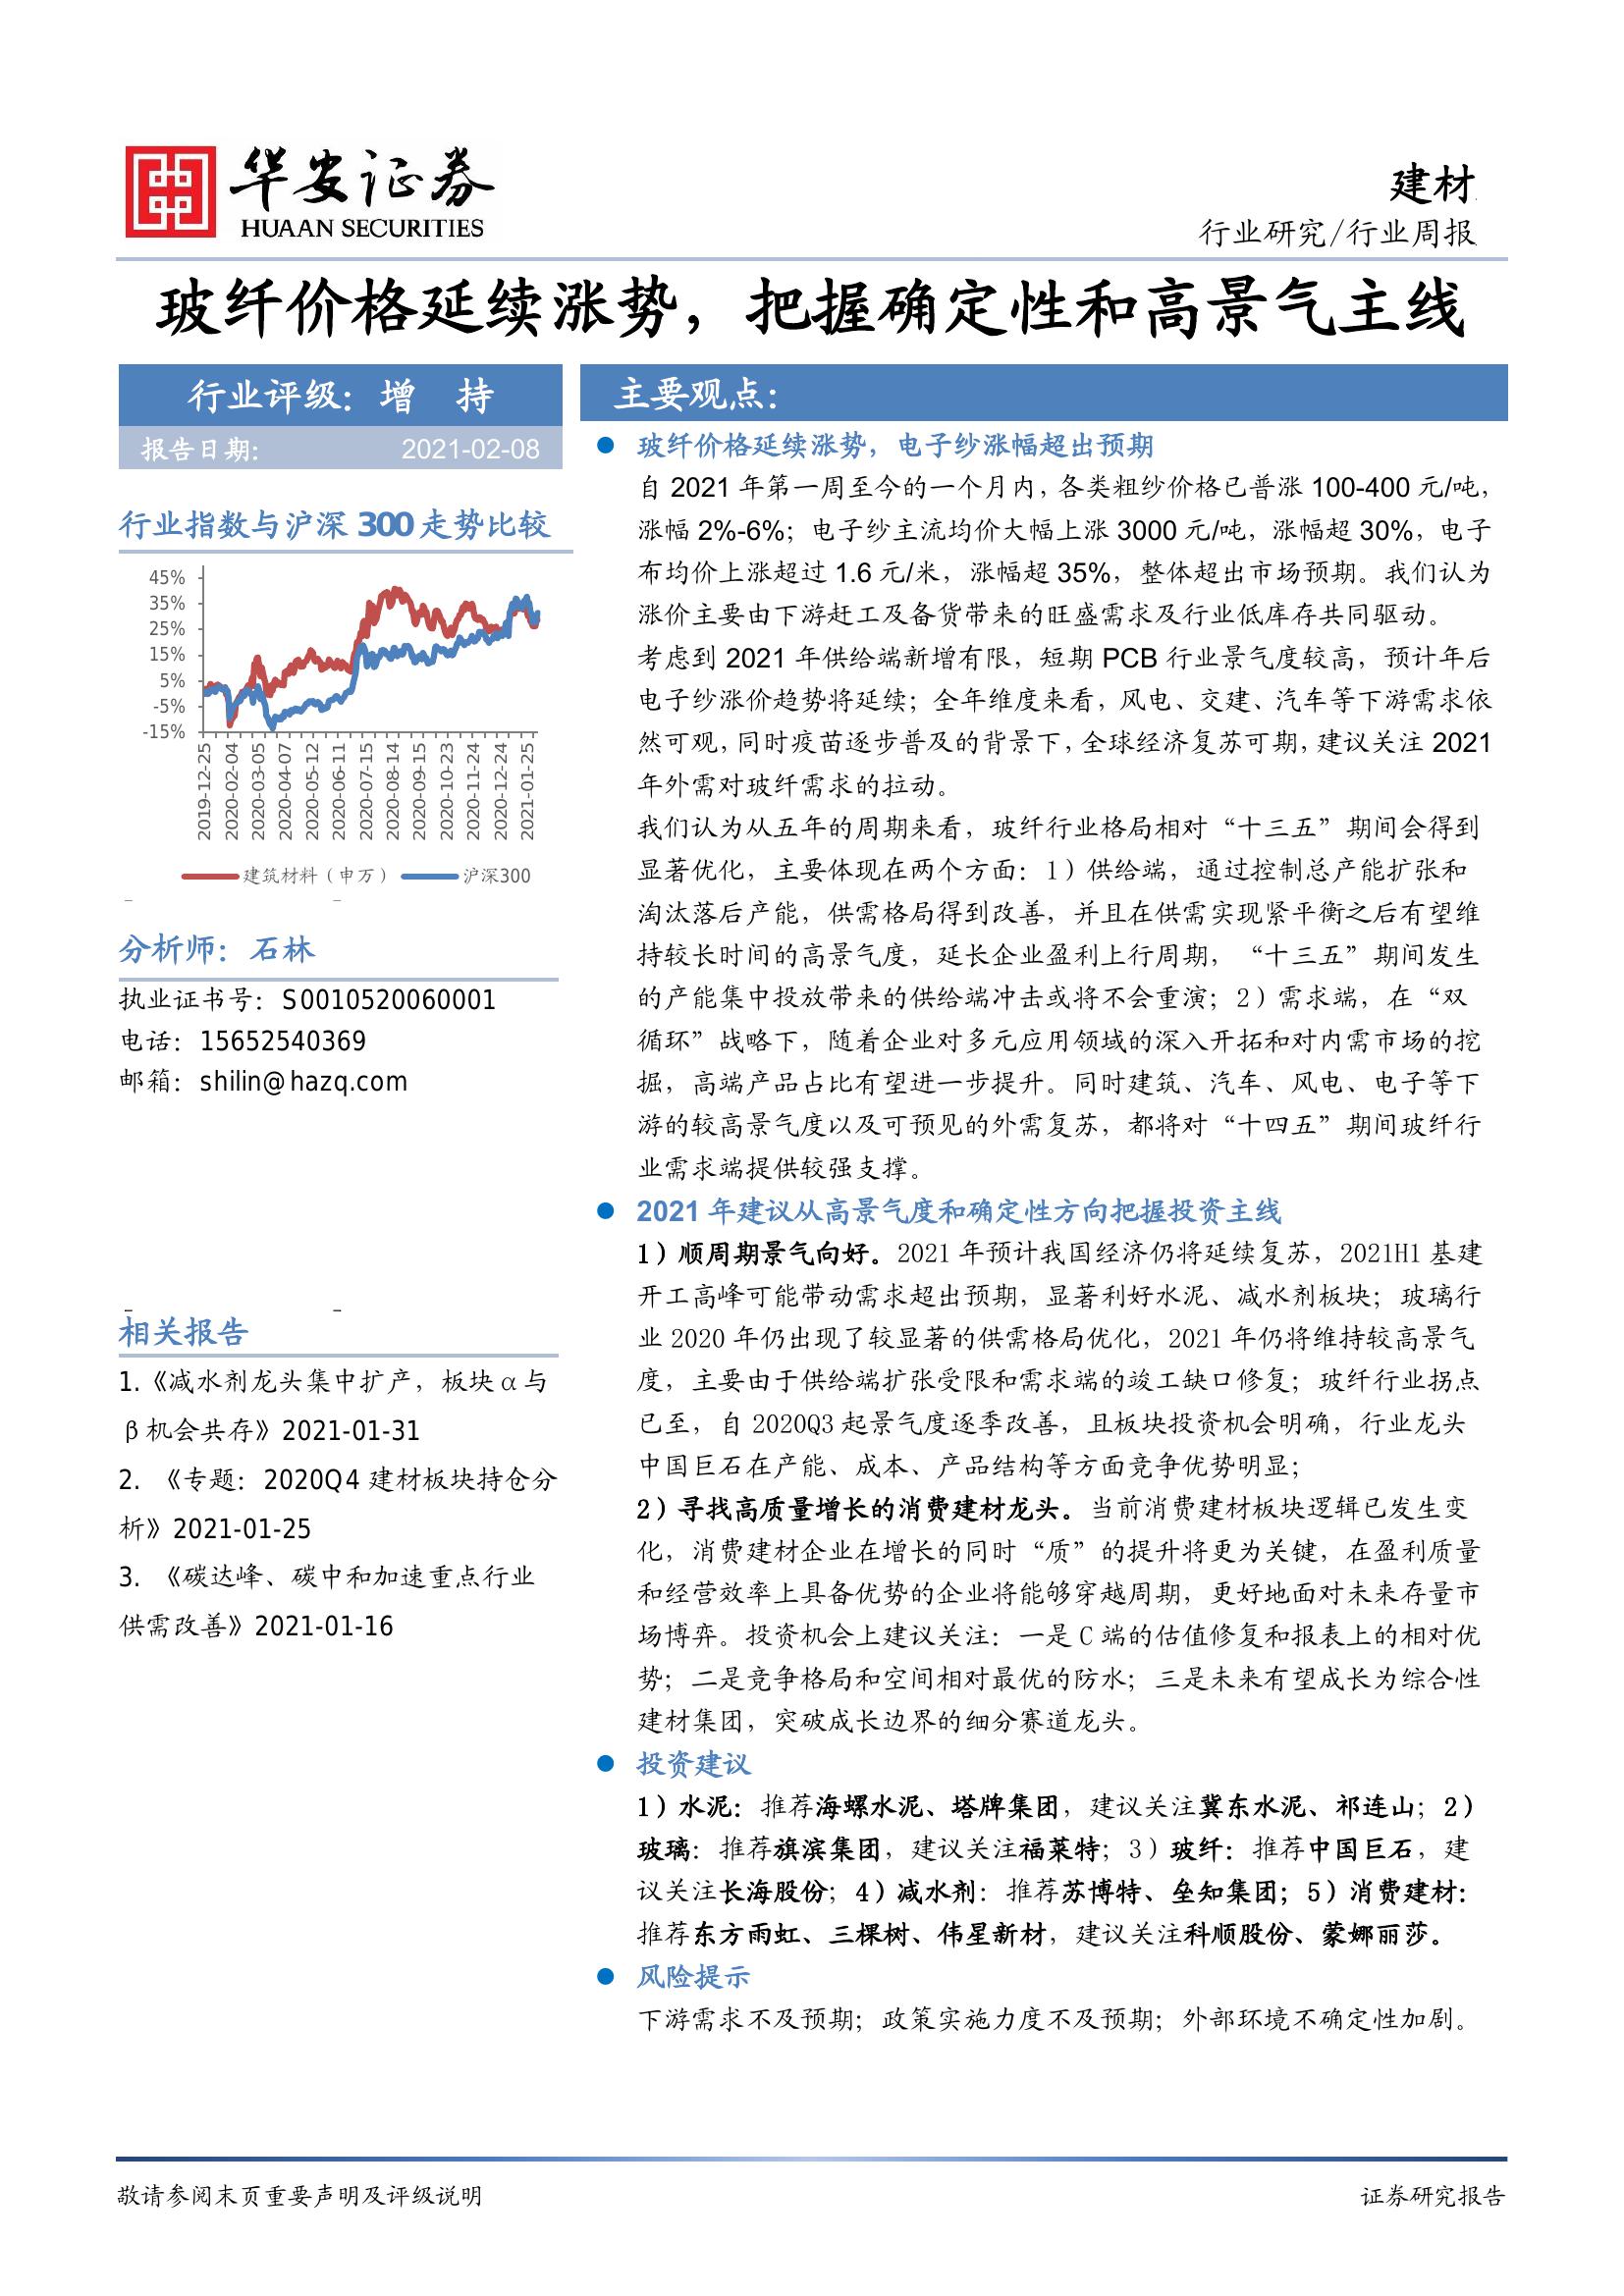 华安证券
HUAAN SECURITIES
建材
行业研究/行业周报
玻纤价格延续涨势，把握确定性和高景气主线
行业评级：增 持
报告日期： 2021-02-08
行业指数与沪深 300 走势比较
45%
35%
25%
15%
5%
-5%
-15%
2019-12-25
2020-02-04
2020-03-05
2020-04-07
2020-05-12
2020-06-11
2020-07-15
2020-08-14
2020-09-15
2020-10-23
2020-11-24
2020-12-24
2021-01-25
建筑材料（申万） 沪深300
分析师：石林
执业证书号：S0010520060001
电话：15652540369
邮箱：shilin@hazq.com
相关报告
1.《减水剂龙头集中扩产，板块α与
β机会共存》2021-01-31
2. 《专题：2020Q4 建材板块持仓分
析》2021-01-25
3. 《碳达峰、碳中和加速重点行业
供需改善》2021-01-16
主要观点：
● 玻纤价格延续涨势，电子纱涨幅超出预期
自 2021 年第一周至今的一个月内，各类粗纱价格已普涨 100-400 元/吨，
涨幅 2%-6%；电子纱主流均价大幅上涨 3000 元/吨，涨幅超 30%，电子
布均价上涨超过 1.6 元/米，涨幅超 35%，整体超出市场预期。我们认为
涨价主要由下游赶工及备货带来的旺盛需求及行业低库存共同驱动。
考虑到 2021 年供给端新增有限，短期 PCB 行业景气度较高，预计年后
电子纱涨价趋势将延续；全年维度来看，风电、交建、汽车等下游需求依
然可观，同时疫苗逐步普及的背景下，全球经济复苏可期，建议关注 2021
年外需对玻纤需求的拉动。
我们认为从五年的周期来看，玻纤行业格局相对“十三五”期间会得到
显著优化，主要体现在两个方面：1）供给端，通过控制总产能扩张和
淘汰落后产能，供需格局得到改善，并且在供需实现紧平衡之后有望维
持较长时间的高景气度，延长企业盈利上行周期，“十三五”期间发生
的产能集中投放带来的供给端冲击或将不会重演；2）需求端，在“双
循环”战略下，随着企业对多元应用领域的深入开拓和对内需市场的挖
掘，高端产品占比有望进一步提升。同时建筑、汽车、风电、电子等下
游的较高景气度以及可预见的外需复苏，都将对“十四五”期间玻纤行
业需求端提供较强支撑。
● 2021 年建议从高景气度和确定性方向把握投资主线
1）顺周期景气向好。2021 年预计我国经济仍将延续复苏，2021H1 基建
开工高峰可能带动需求超出预期，显著利好水泥、减水剂板块；玻璃行
业 2020 年仍出现了较显著的供需格局优化，2021 年仍将维持较高景气
度，主要由于供给端扩张受限和需求端的竣工缺口修复；玻纤行业拐点
已至，自 2020Q3 起景气度逐季改善，且板块投资机会明确，行业龙头
中国巨石在产能、成本、产品结构等方面竞争优势明显；
2）寻找高质量增长的消费建材龙头。当前消费建材板块逻辑已发生变
化，消费建材企业在增长的同时“质”的提升将更为关键，在盈利质量
和经营效率上具备优势的企业将能够穿越周期，更好地面对未来存量市
场博弈。投资机会上建议关注：一是 C 端的估值修复和报表上的相对优
势；二是竞争格局和空间相对最优的防水；三是未来有望成长为综合性
建材集团，突破成长边界的细分赛道龙头。
● 投资建议
1）水泥：推荐海螺水泥、塔牌集团，建议关注冀东水泥、祁连山；2）
玻璃：推荐旗滨集团，建议关注福莱特；3）玻纤：推荐中国巨石，建
议关注长海股份；4）减水剂：推荐苏博特、垒知集团；5）消费建材：
推荐东方雨虹、三棵树、伟星新材，建议关注科顺股份、蒙娜丽莎。
● 风险提示
下游需求不及预期；政策实施力度不及预期；外部环境不确定性加剧。
敬请参阅末页重要声明及评级说明 证券研究报告